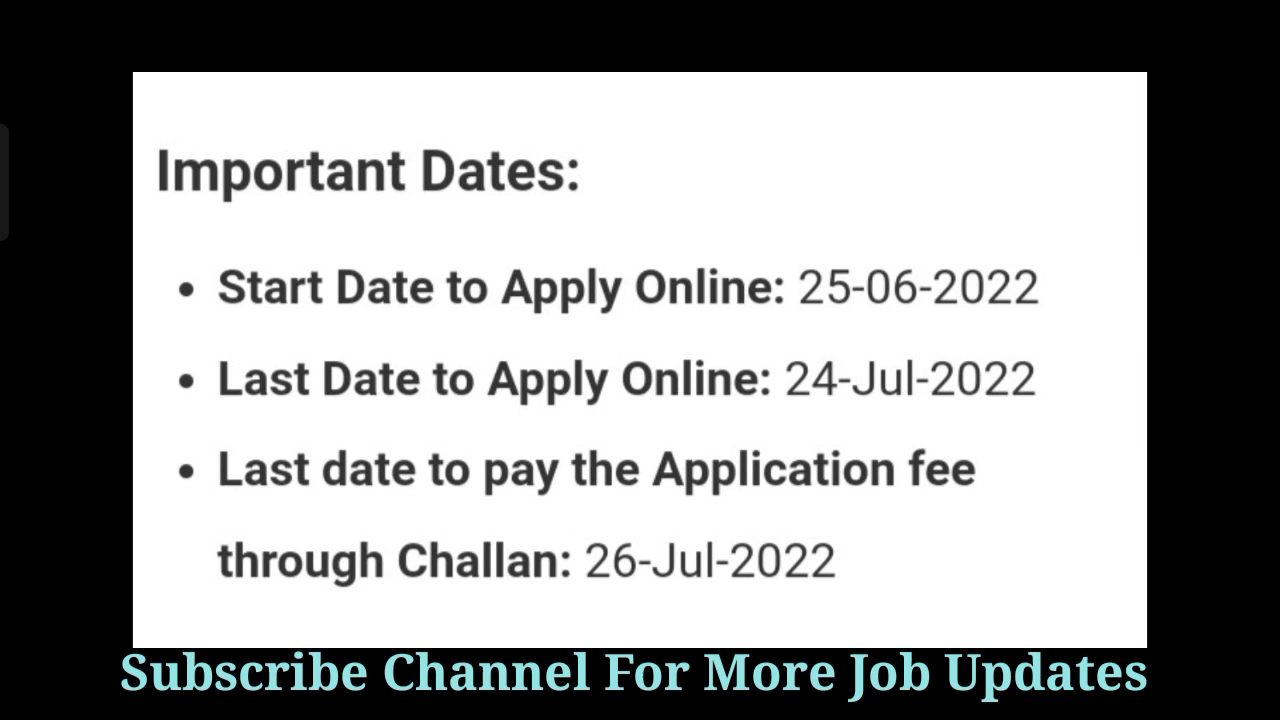 Important Dates:
• Start Date to Apply Online: 25-06-2022
• Last Date to Apply Online: 24-Jul-2022
• Last date to pay the Application fee
through Challan: 26-Jul-2022
Subscribe Channel For More Job Updates